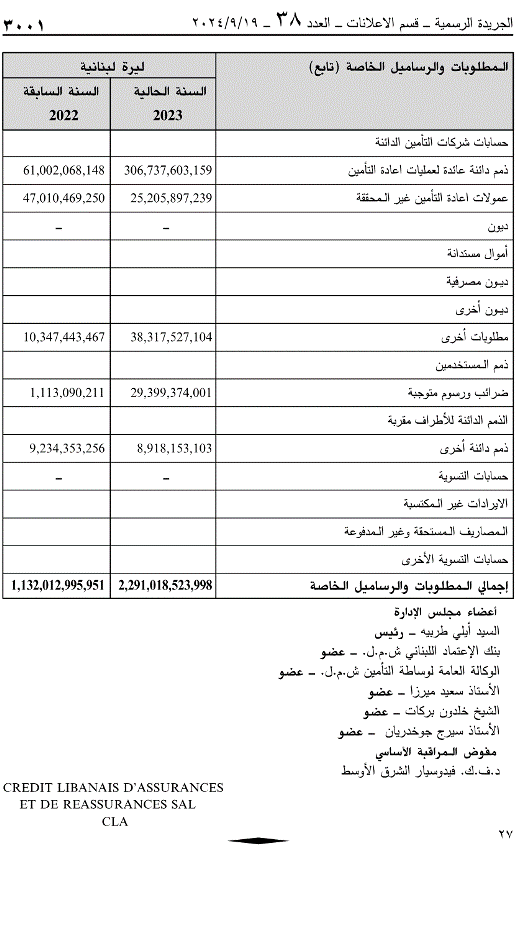 الجريدة الرسمية – قسم الاعلانات – العدد ٣٨ – ٢٠٢٤/٩/١٩ ٣٠٠١
المطلوبات والرساميل الخاصة (تابع) ليرة لبنانية
السنة الحالية السنة السابقة
2023 2022
حسابات شركات التأمين الدائنة
ذمم دائنة عائدة لعمليات اعادة التأمين 306,737,603,159 61,002,068,148
عمولات اعادة التأمين غير المحققة 25,205,897,239 47,010,469,250
ديون – –
أموال مستدانة
ديون مصرفية
ديون أخرى
مطلوبات أخرى 38,317,527,104 10,347,443,467
ذمم المستخدمين
ضرائب ورسوم متوجبة 29,399,374,001 1,113,090,211
الذمم الدائنة للأطراف مقربة
ذمم دائنة أخرى 8,918,153,103 9,234,353,256
حسابات التسوية – –
الايرادات غير المكتسبة
المصاريف المستحقة وغير المدفوعة
حسابات التسوية الأخرى
إجمالي المطلوبات والرساميل الخاصة 2,291,018,523,998 1,132,012,995,951
أعضاء مجلس الإدارة
السيد أيلي طربيه – رئيس
بنك الإعتماد اللبناني ش.م.ل. – عضو
الوكالة العامة لوساطة التأمين ش.م.ل. – عضو
الأستاذ سعيد ميرزا – عضو
الشيخ خلدون بركات – عضو
الأستاذ سيرج جوخدريان – عضو
مفوض المراقبة الأساسي
د.ف.ك. فيدوسيار الشرق الأوسط
CREDIT LIBANAIS D'ASSURANCES
ET DE REASSURANCES SAL
CLA
٢٧